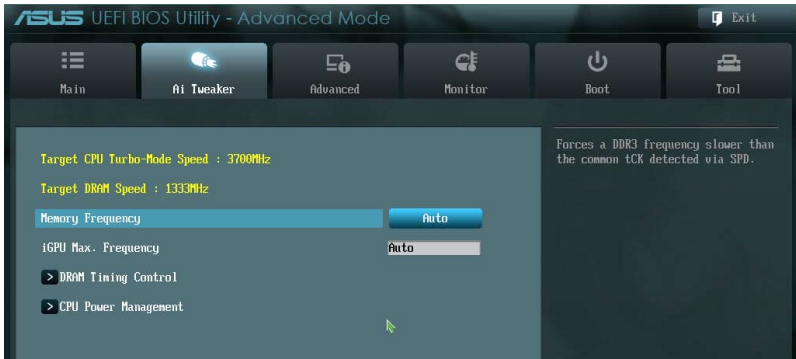 ASUS UEFI BIOS Utility - Advanced Mode
Exit
Main
Ai Tweaker
Advanced
Monitor
Boot
Tool
Target CPU Turbo-Mode Speed : 3700MHz
Target DRAM Speed : 1333MHz
Memory Frequency Auto
iGPU Max. Frequency Auto
> DRAM Timing Control
> CPU Power Management
Forces a DDR3 frequency slower than
the common tCK detected via SPD.